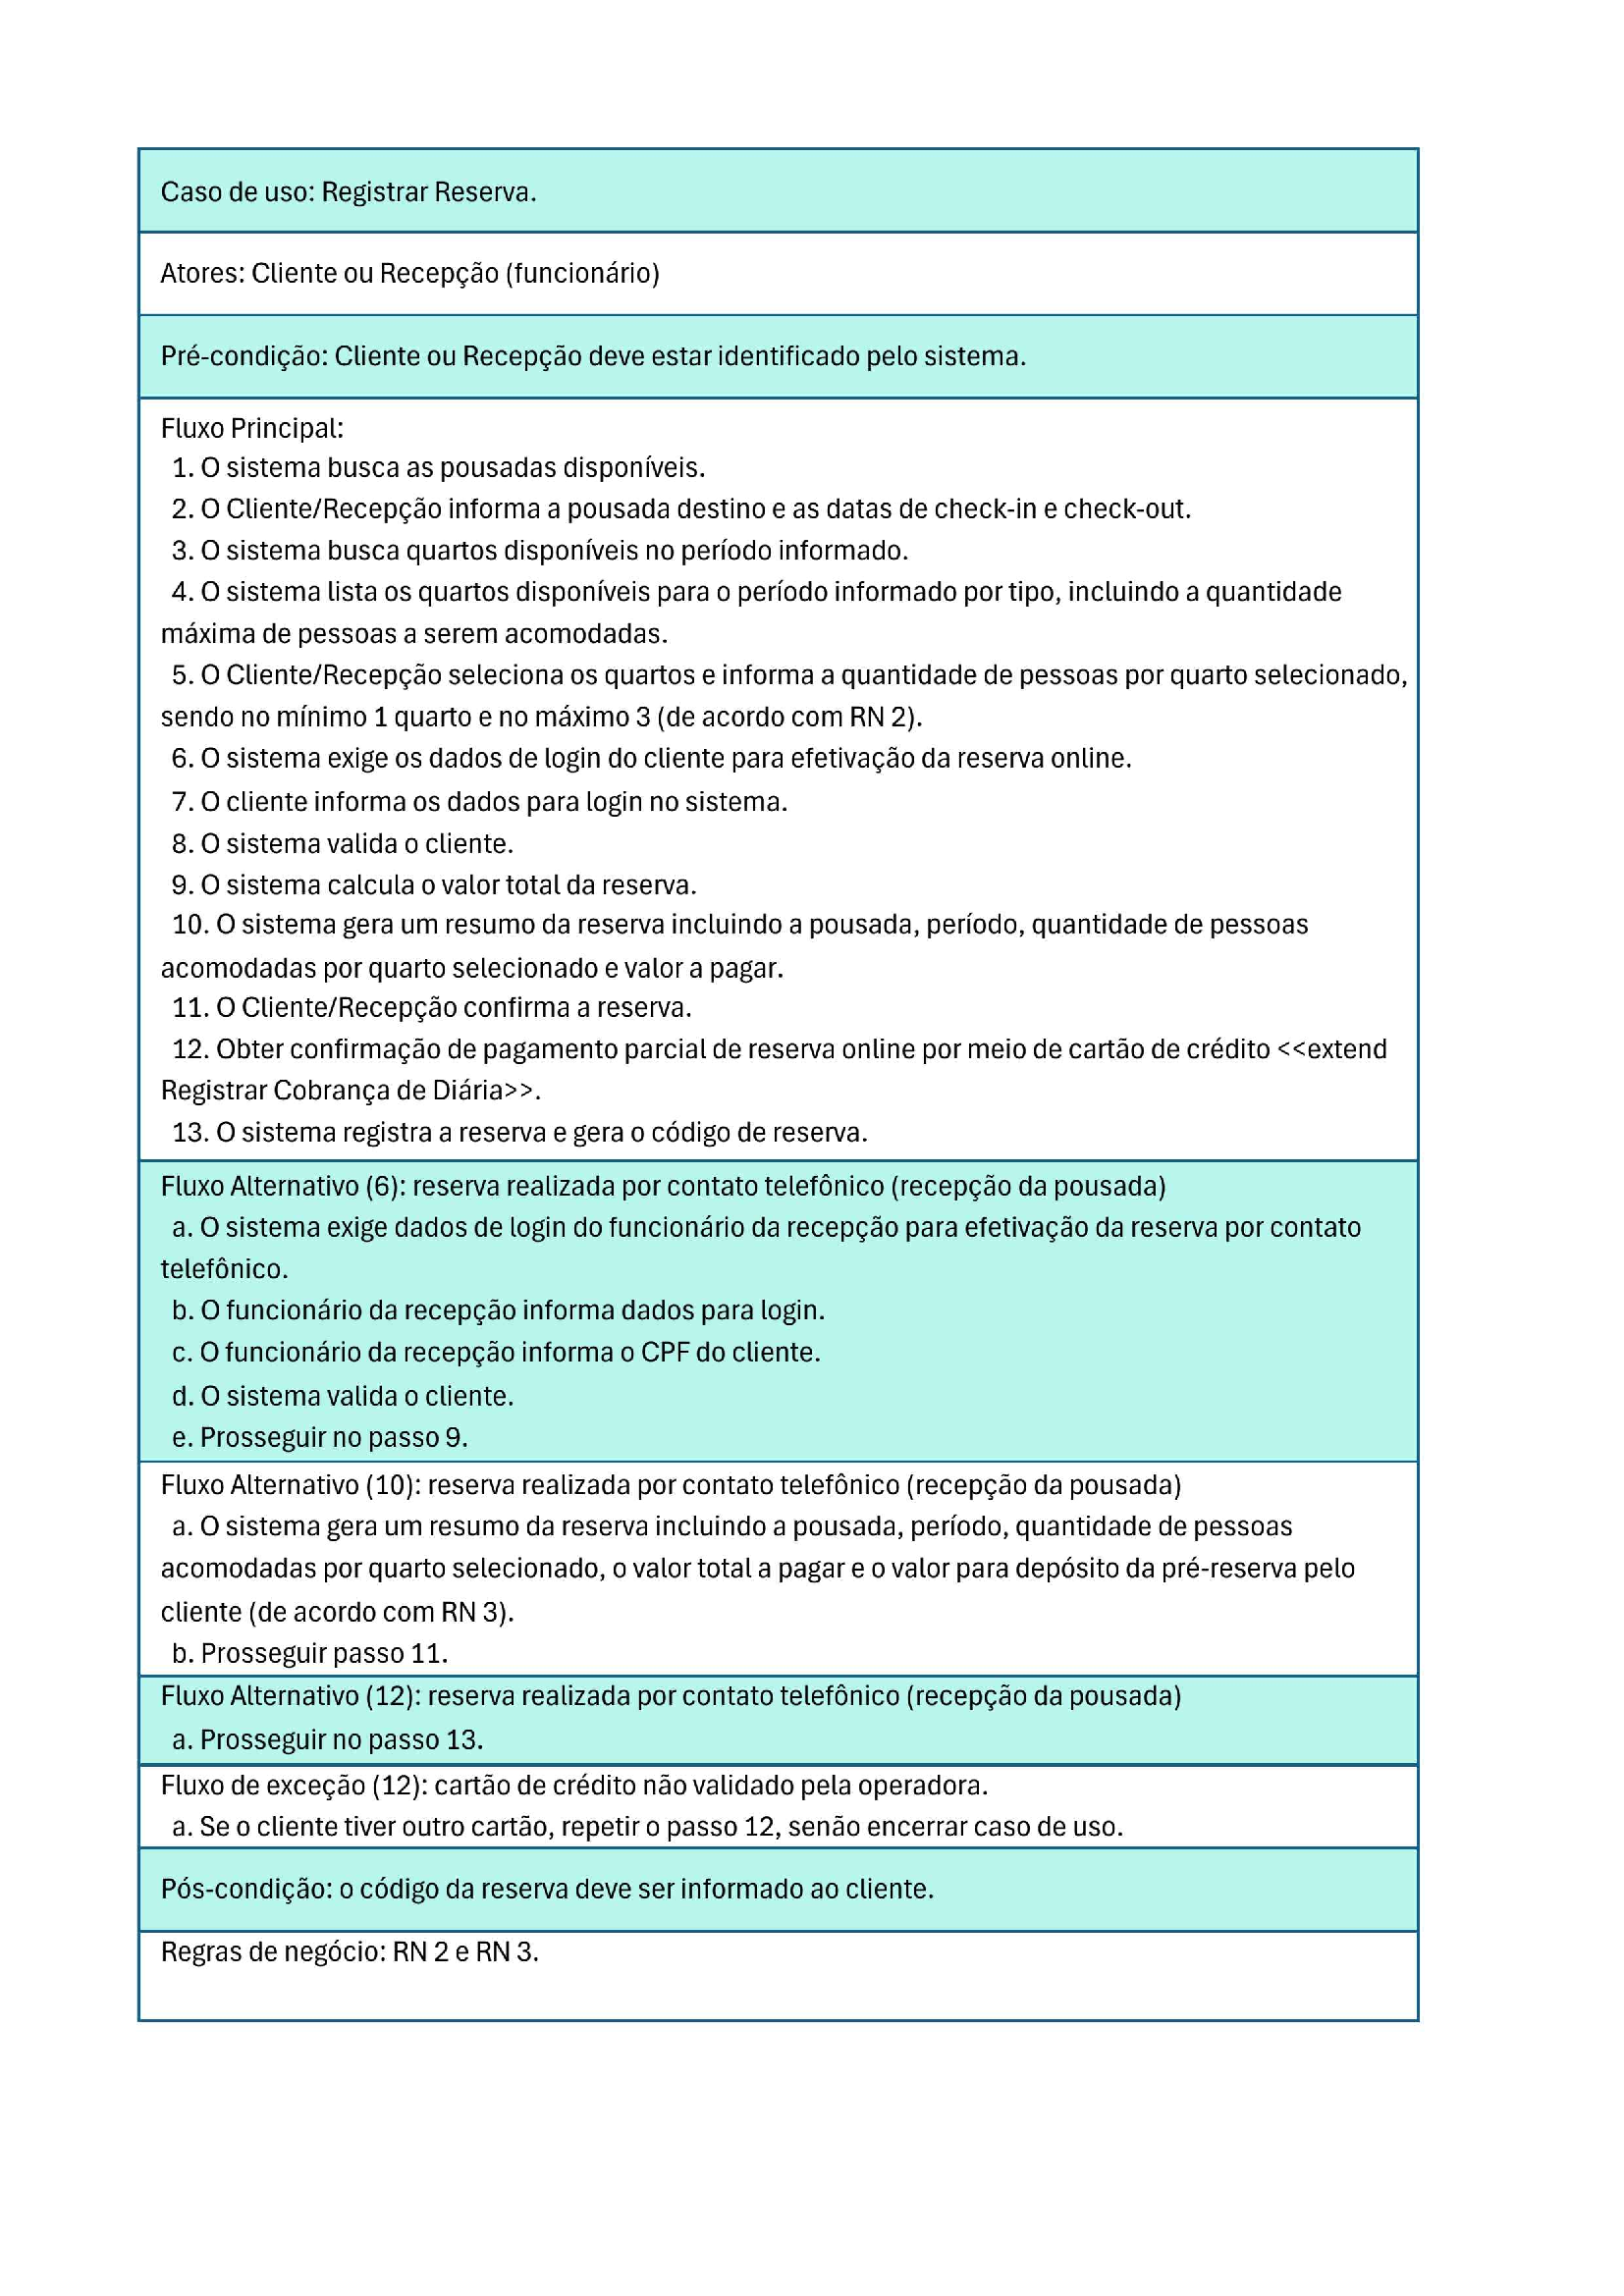 Caso de uso: Registrar Reserva.
Atores: Cliente ou Recepção (funcionário)
Pré-condição: Cliente ou Recepção deve estar identificado pelo sistema.
Fluxo Principal:
1. O sistema busca as pousadas disponíveis.
2. O Cliente/Recepção informa a pousada destino e as datas de check-in e check-out.
3. O sistema busca quartos disponíveis no período informado.
4. O sistema lista os quartos disponíveis para o período informado por tipo, incluindo a quantidade
máxima de pessoas a serem acomodadas.
5. O Cliente/Recepção seleciona os quartos e informa a quantidade de pessoas por quarto selecionado,
sendo no mínimo 1 quarto e no máximo 3 (de acordo com RN 2).
6. O sistema exige os dados de login do cliente para efetivação da reserva online.
7. O cliente informa os dados para login no sistema.
8. O sistema valida o cliente.
9. O sistema calcula o valor total da reserva.
10. O sistema gera um resumo da reserva incluindo a pousada, período, quantidade de pessoas
acomodadas por quarto selecionado e valor a pagar.
11. O Cliente/Recepção confirma a reserva.
12. Obter confirmação de pagamento parcial de reserva online por meio de cartão de crédito <<extend
Registrar Cobrança de Diária>>.
13. O sistema registra a reserva e gera o código de reserva.
Fluxo Alternativo (6): reserva realizada por contato telefônico (recepção da pousada)
a. O sistema exige dados de login do funcionário da recepção para efetivação da reserva por contato
telefônico.
b. O funcionário da recepção informa dados para login.
c. O funcionário da recepção informa o CPF do cliente.
d. O sistema valida o cliente.
e. Prosseguir no passo 9.
Fluxo Alternativo (10): reserva realizada por contato telefônico (recepção da pousada)
a. O sistema gera um resumo da reserva incluindo a pousada, período, quantidade de pessoas
acomodadas por quarto selecionado, o valor total a pagar e o valor para depósito da pré-reserva pelo
cliente (de acordo com RN 3).
b. Prosseguir passo 11.
Fluxo Alternativo (12): reserva realizada por contato telefônico (recepção da pousada)
a. Prosseguir no passo 13.
Fluxo de exceção (12): cartão de crédito não validado pela operadora.
a. Se o cliente tiver outro cartão, repetir o passo 12, senão encerrar caso de uso.
Pós-condição: o código da reserva deve ser informado ao cliente.
Regras de negócio: RN 2 e RN 3.